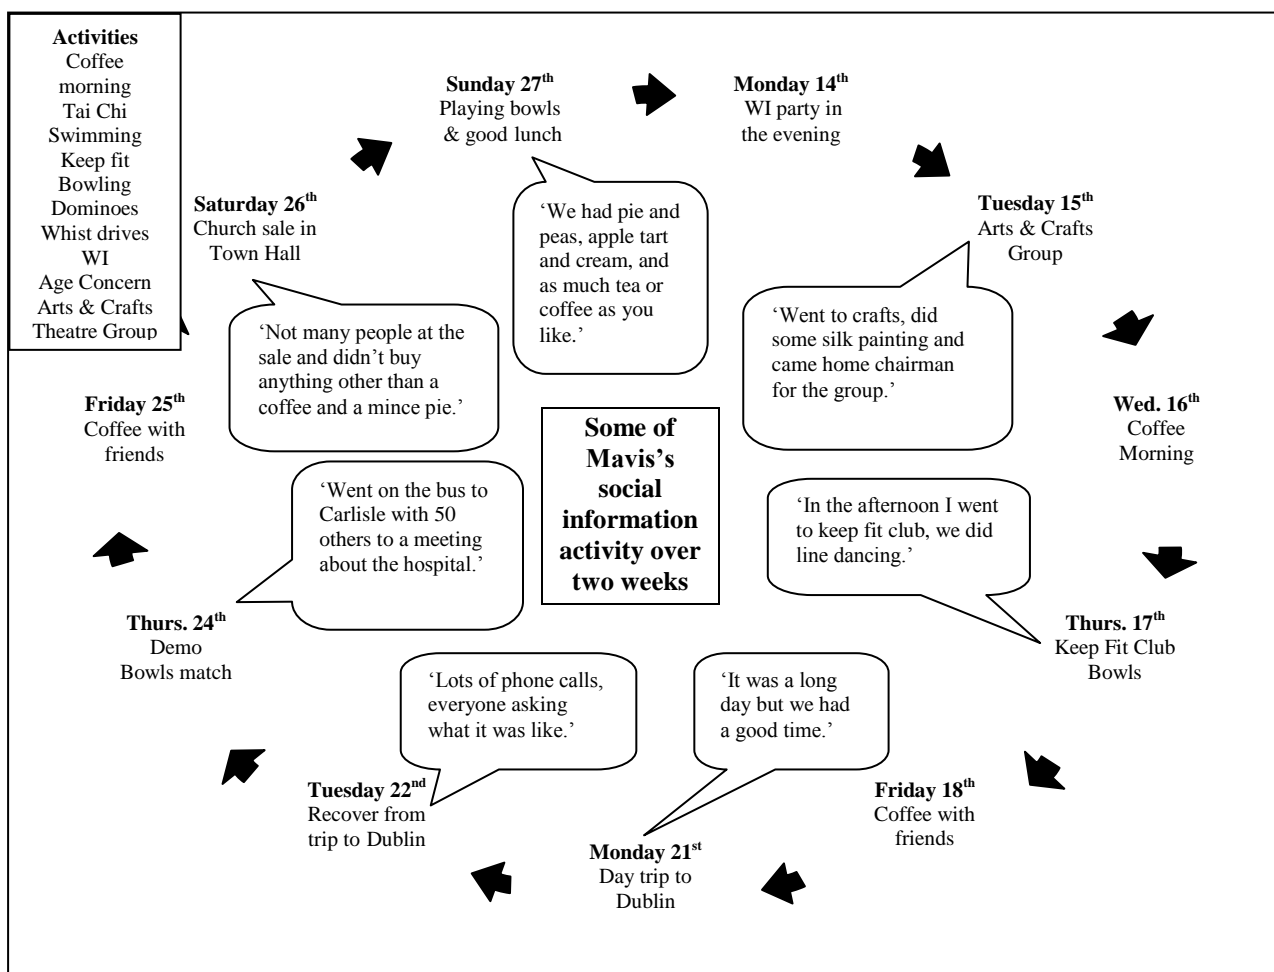 Activities
Coffee
morning
Tai Chi
Swimming
Keep fit
Bowling
Dominoes
Whist drives
WI
Age Concern
Arts & Crafts
Theatre Group
Sunday 27th
Playing bowls
& good lunch
Monday 14th
WI party in
the evening
Saturday 26th
Church sale in
Town Hall
‘We had pie and
peas, apple tart
and cream, and
as much tea or
coffee as you
like.’
Tuesday 15th
Arts & Crafts
Group
‘Not many people at the
sale and didn’t buy
anything other than a
coffee and a mince pie.’
‘Went to crafts, did
some silk painting and
came home chairman
for the group.’
Friday 25th
Coffee with
friends
Some of
Mavis’s
social
information
activity over
two weeks
Wed. 16th
Coffee
Morning
‘Went on the bus to
Carlisle with 50
others to a meeting
about the hospital.’
‘In the afternoon I went
to keep fit club, we did
line dancing.’
Thurs. 24th
Demo
Bowls match
Thurs. 17th
Keep Fit Club
Bowls
‘Lots of phone calls,
everyone asking
what it was like.’
‘It was a long
day but we had
a good time.’
Tuesday 22nd
Recover from
trip to Dublin
Friday 18th
Coffee with
friends
Monday 21st
Day trip to
Dublin